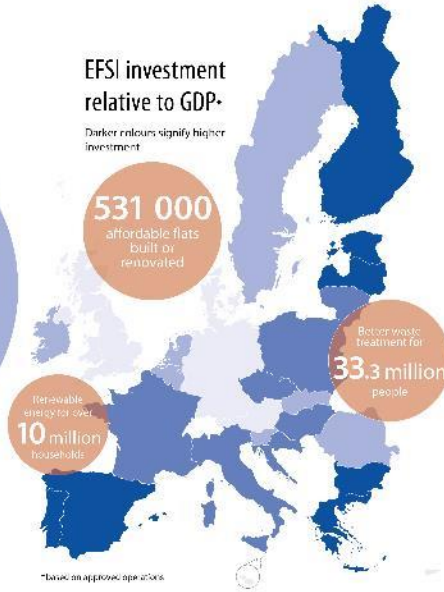 EFSI investment
relative to GDP*
Darker colours signify higher
investment
531 000
affordable flats
built or
renovated
Better waste
treatment for
33.3 million
people
Renewable
energy for over
10 million
households
*based on approved operations